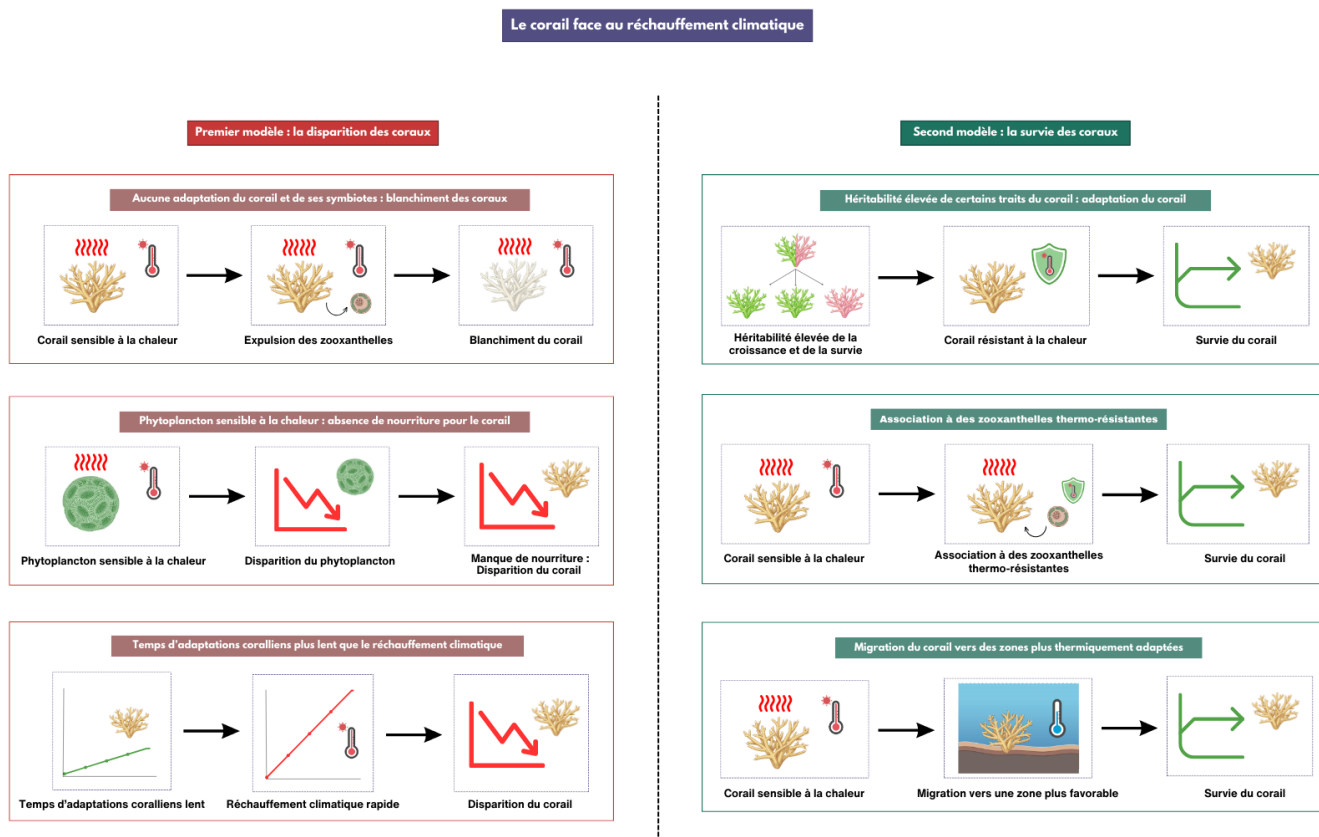 Le corail face au réchauffement climatique
Premier modèle : la disparition des coraux
Aucune adaptation du corail et de ses symbiotes : blanchiment des coraux
Corail sensible à la chaleur
Expulsion des zooxanthelles
Blanchiment du corail
Phytoplancton sensible à la chaleur : absence de nourriture pour le corail
Phytoplancton sensible à la chaleur
Disparition du phytoplancton
Manque de nourriture :
Disparition du corail
Temps d'adaptations coralliens plus lent que le réchauffement climatique
Temps d'adaptations coralliens lent
Réchauffement climatique rapide
Disparition du corail
Second modèle : la survie des coraux
Héritabilité élevée de certains traits du corail : adaptation du corail
Héritabilité élevée de la
croissance et de la survie
Corail résistant à la chaleur
Survie du corail
Association à des zooxanthelles thermo-résistantes
Corail sensible à la chaleur
Association à des zooxanthelles
thermo-résistantes
Survie du corail
Migration du corail vers des zones plus thermiquement adaptées
Corail sensible à la chaleur
Migration vers une zone plus favorable
Survie du corail